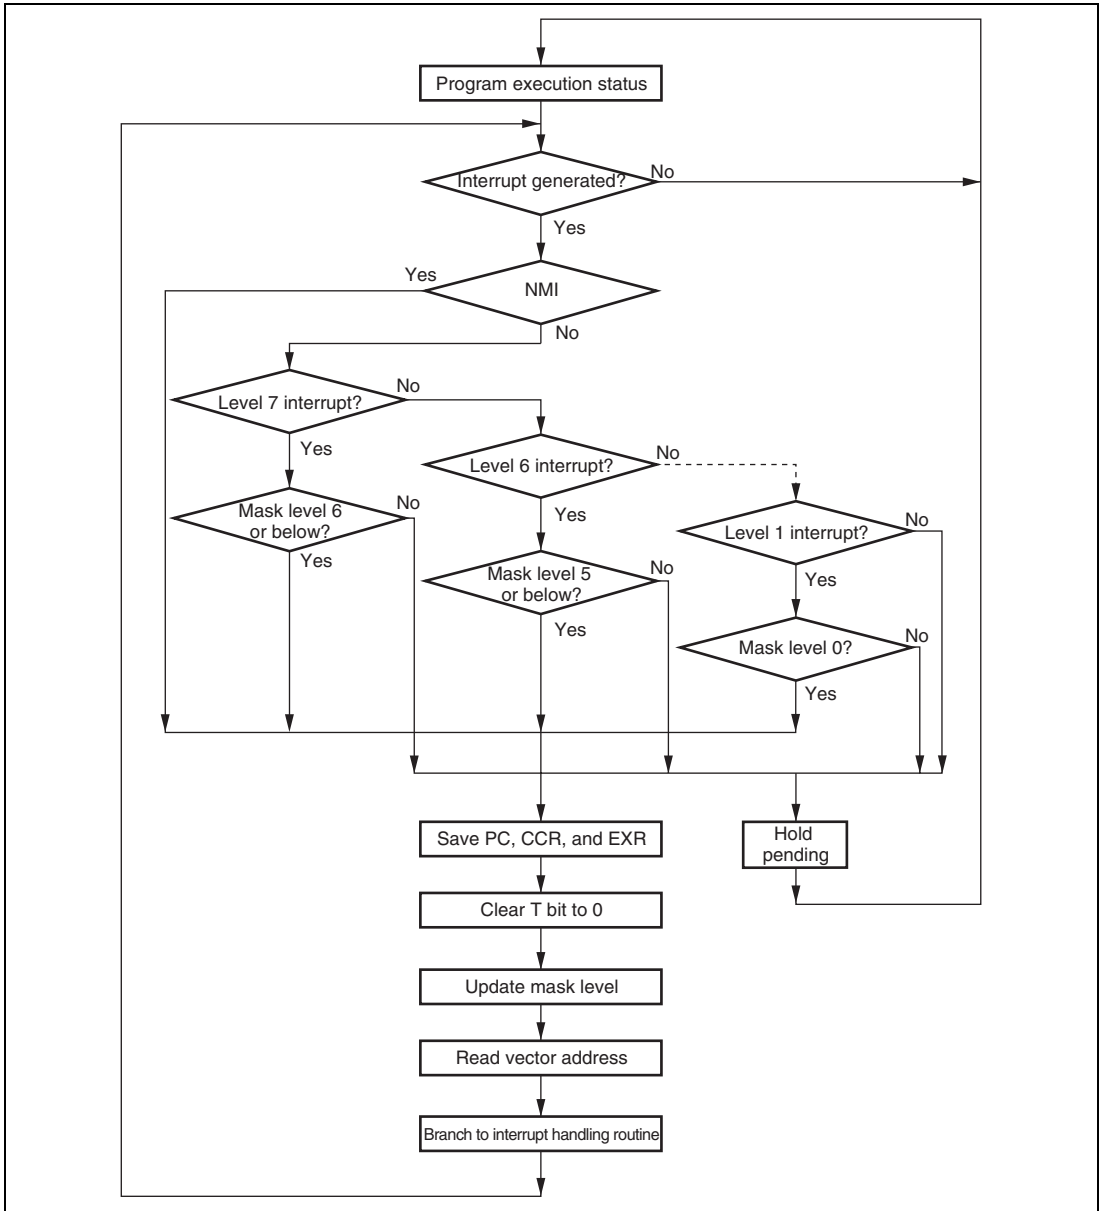 Program execution status
Interrupt generated?
No
Yes
Yes
NMI
No
Level 7 interrupt?
No
Yes
Level 6 interrupt?
No
Yes
Mask level 6
or below?
No
Yes
Level 1 interrupt?
No
Yes
Mask level 5
or below?
No
Yes
Mask level 0?
No
Yes
Save PC, CCR, and EXR
Hold
pending
Clear T bit to 0
Update mask level
Read vector address
Branch to interrupt handling routine